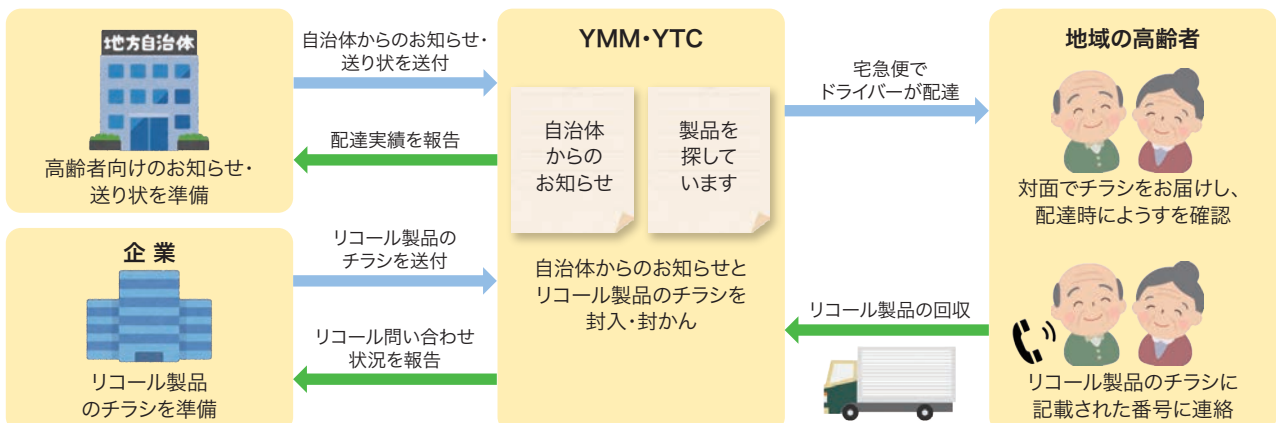 地方自治体
高齢者向けのお知らせ・
送り状を準備
自治体からのお知らせ・
送り状を送付
配達実績を報告
企 業
リコール製品
のチラシを準備
リコール製品の
チラシを送付
リコール問い合わせ
状況を報告
YMM・YTC
自治体
からの
お知らせ
製品を
探して
います
自治体からのお知らせと
リコール製品のチラシを
封入・封かん
宅急便で
ドライバーが配達
リコール製品の回収
地域の高齢者
対面でチラシをお届けし、
配達時にようすを確認
リコール製品のチラシに
記載された番号に連絡